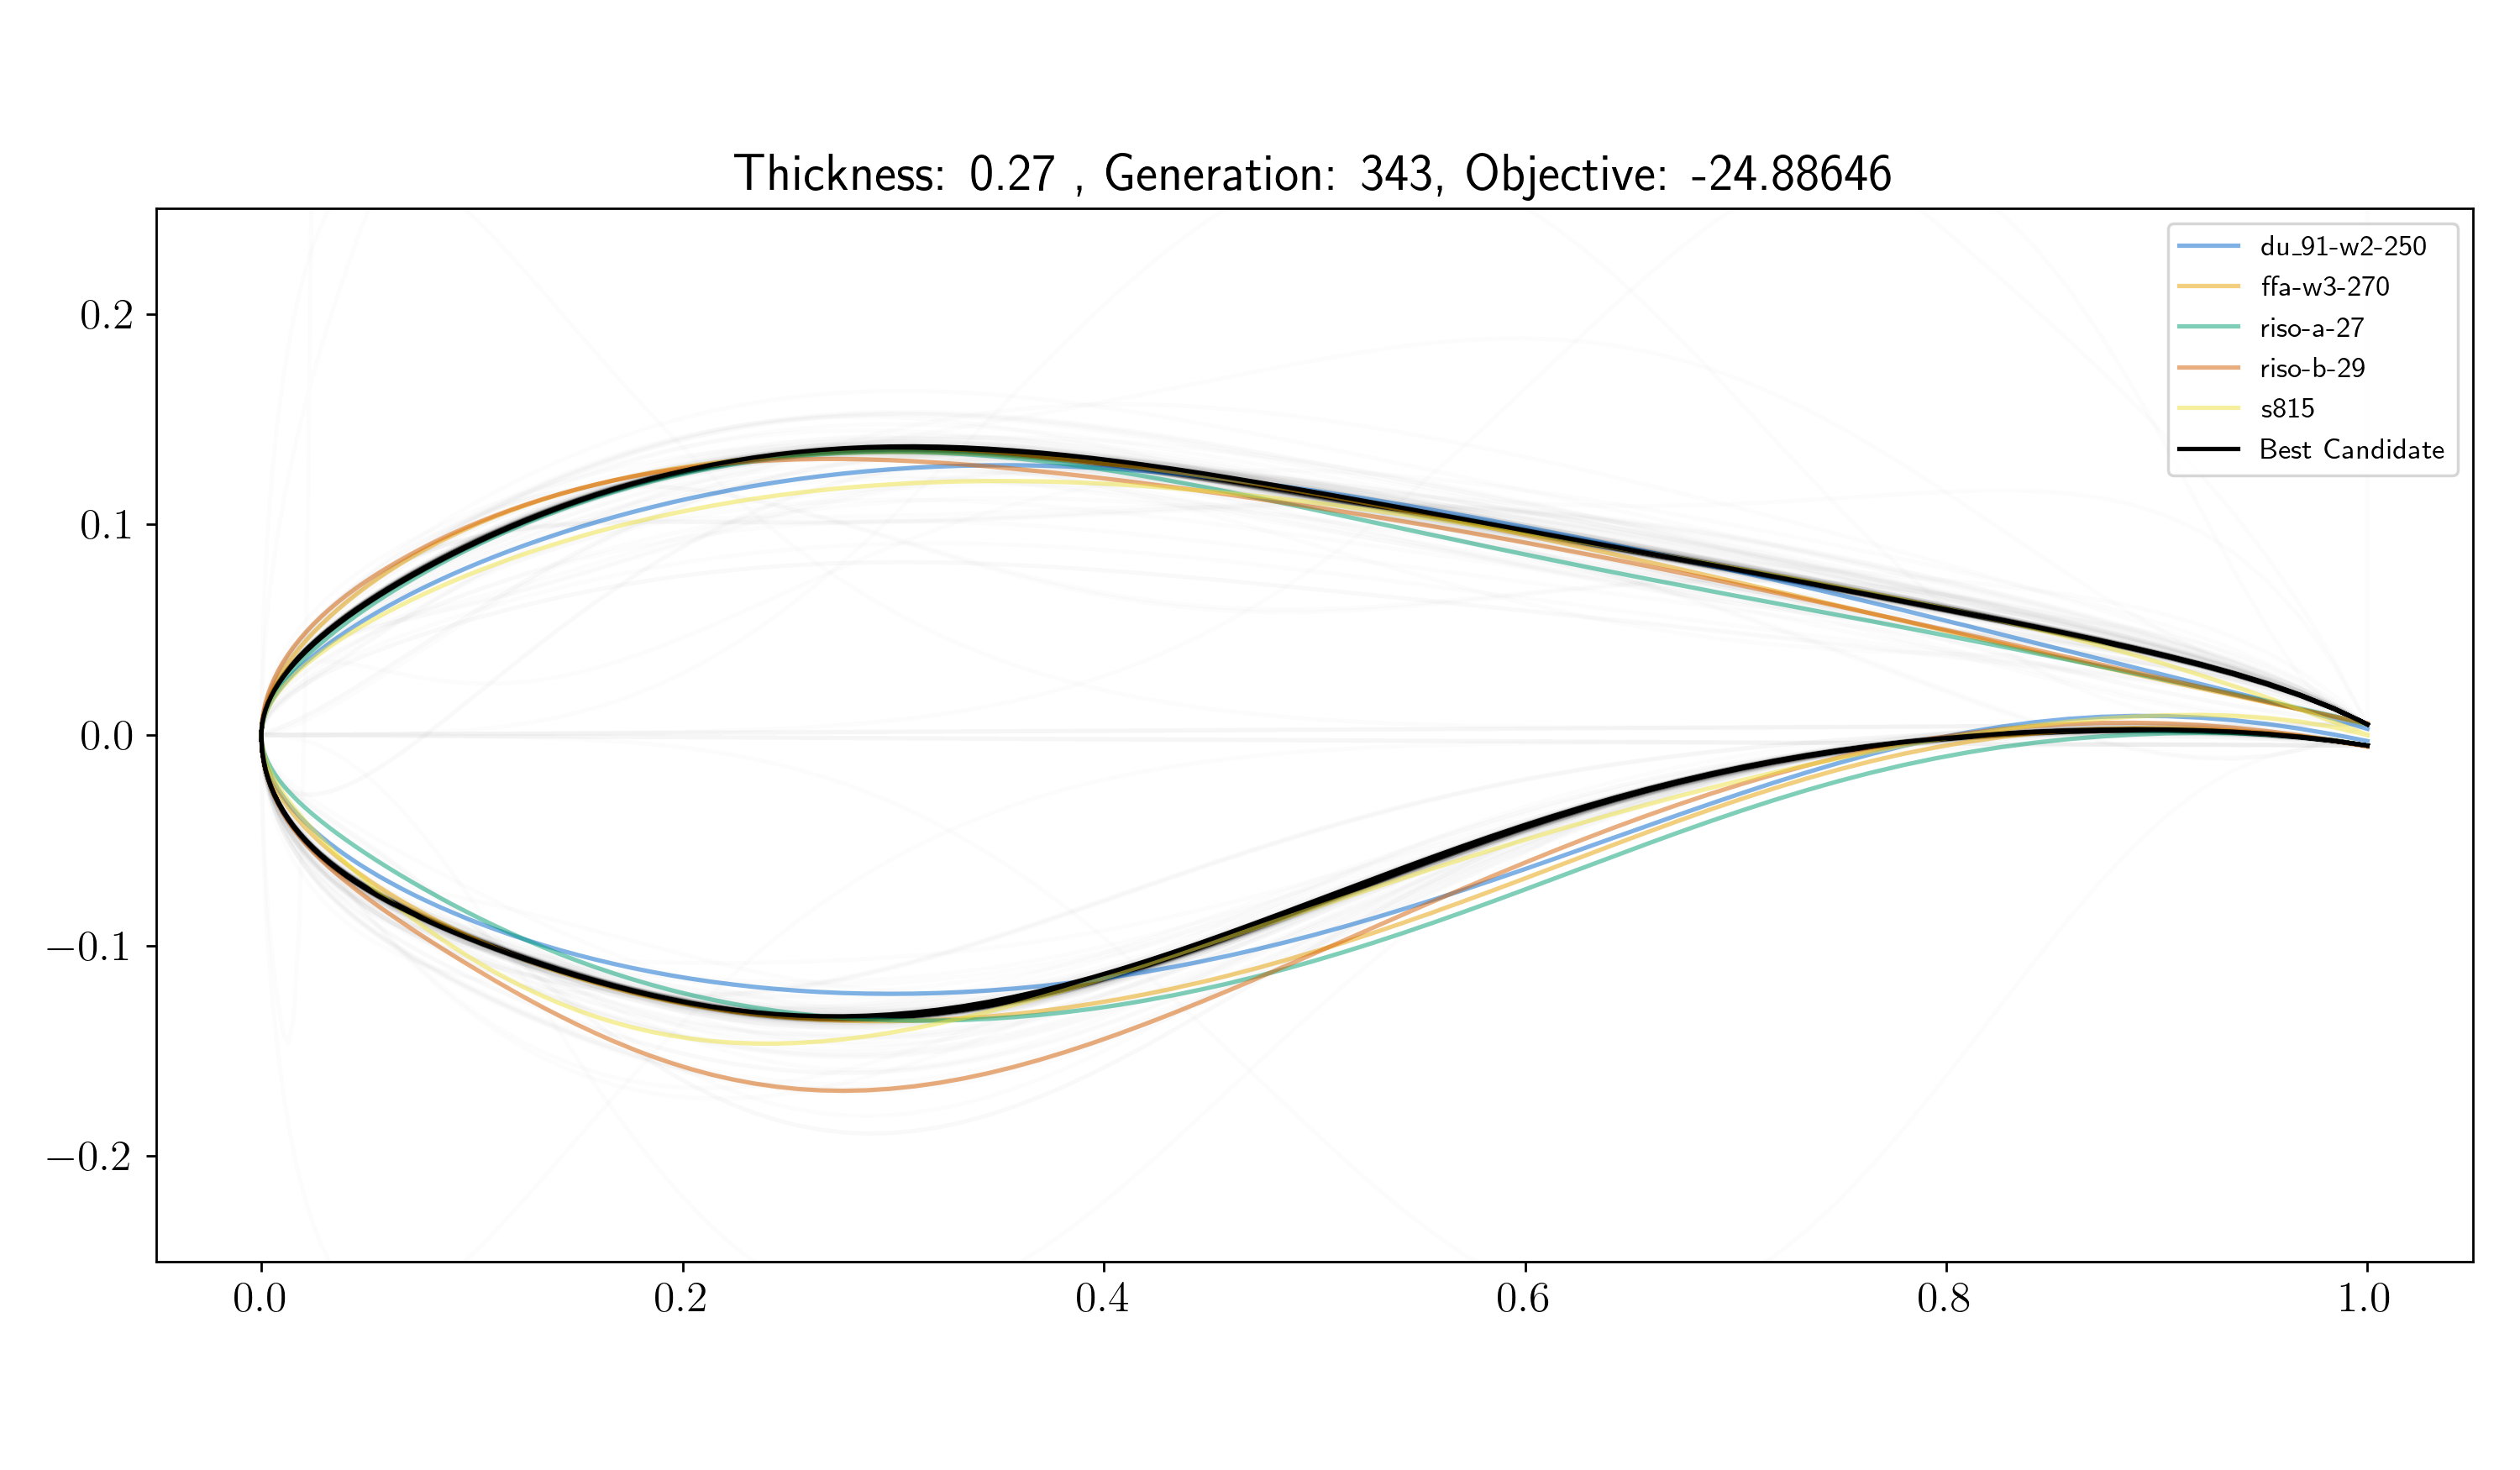 Thickness: 0.27 , Generation: 343, Objective: -24.88646
du_91-w2-250
ffa-w3-270
riso-a-27
riso-b-29
s815
Best Candidate
0.2
0.1
0.0
−0.1
−0.2
0.0 0.2 0.4 0.6 0.8 1.0